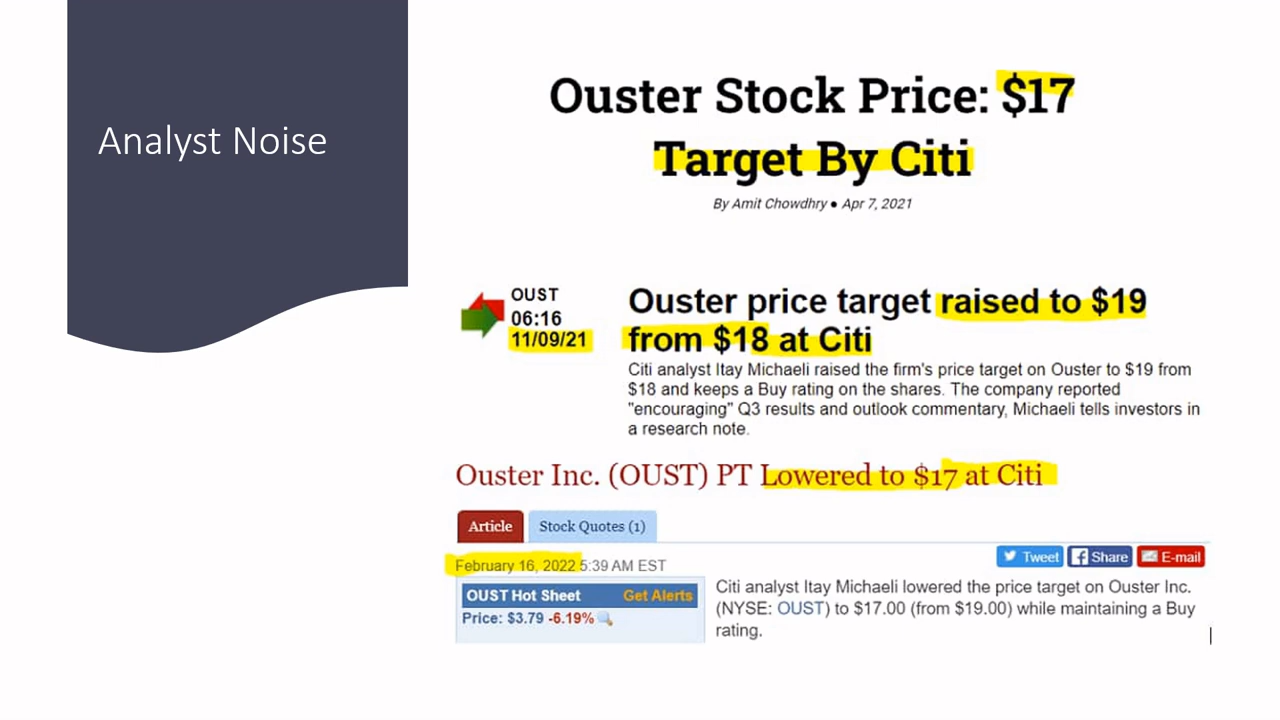 Analyst Noise
Ouster Stock Price: $17
Target By Citi
By Amit Chowdhry ● Apr 7, 2021
OUST
06:16
11/09/21
Ouster price target raised to $19
from $18 at Citi
Citi analyst Itay Michaeli raised the firm's price target on Ouster to $19 from
$18 and keeps a Buy rating on the shares. The company reported
"encouraging" Q3 results and outlook commentary, Michaeli tells investors in
a research note.
Ouster Inc. (OUST) PT Lowered to $17 at Citi
Article Stock Quotes (1)
Tweet Share E-mail
February 16, 2022 5:39 AM EST
OUST Hot Sheet Get Alerts
Price: $3.79 -6.19%
Citi analyst Itay Michaeli lowered the price target on Ouster Inc.
(NYSE: OUST) to $17.00 (from $19.00) while maintaining a Buy
rating.